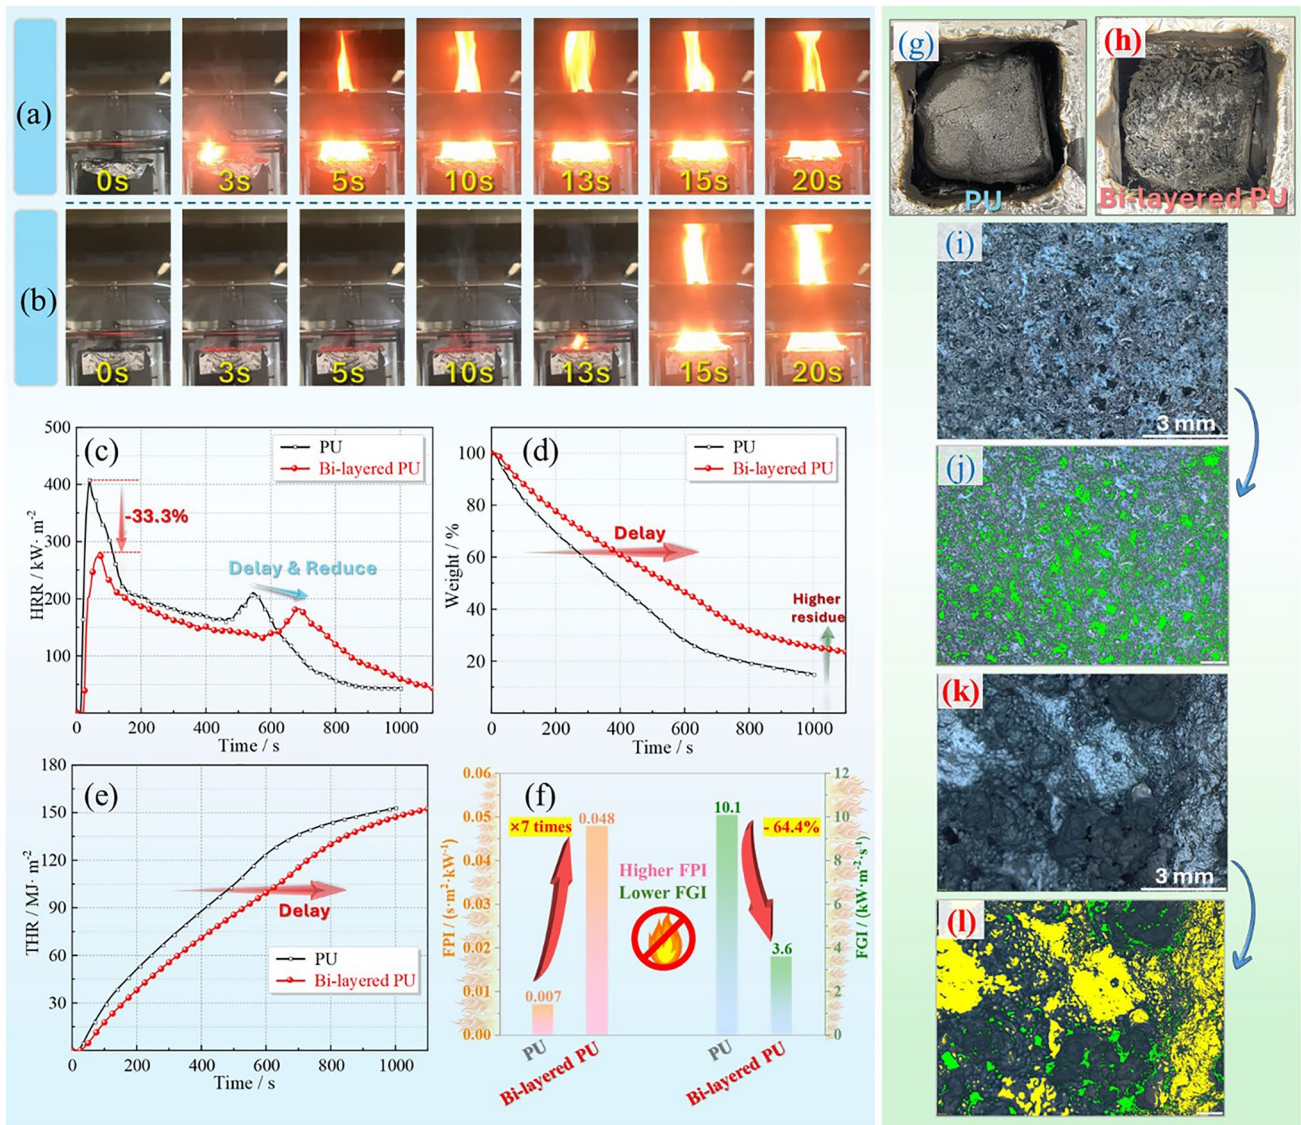 (a)
0s 3s 5s 10s 13s 15s 20s
(b)
0s 3s 5s 10s 13s 15s 20s
(c)
500
400
300
200
100
HRR / kW· m⁻²
PU
Bi-layered PU
-33.3%
Delay & Reduce
0 200 400 600 800 1000
Time / s
(d)
100
80
60
40
20
Weight / %
PU
Bi-layered PU
Delay
Higher
residue
0 200 400 600 800 1000
Time / s
(e)
180
150
120
90
60
30
THR / MJ· m⁻²
Delay
PU
Bi-layered PU
0 200 400 600 800 1000
Time / s
(f)
0.06
0.05
0.04
0.03
0.02
0.01
0.00
FPI / (s·m²·kW⁻¹)
×7 times
0.048
0.007
Higher FPI
Lower FGI
10.1
- 64.4%
3.6
12
10
8
6
4
2
0
FGI / (kW·m⁻²·s⁻¹)
PU
Bi-layered PU
PU
Bi-layered PU
(g)
PU
(h)
Bi-layered PU
(i)
3 mm
(j)
(k)
3 mm
(l)